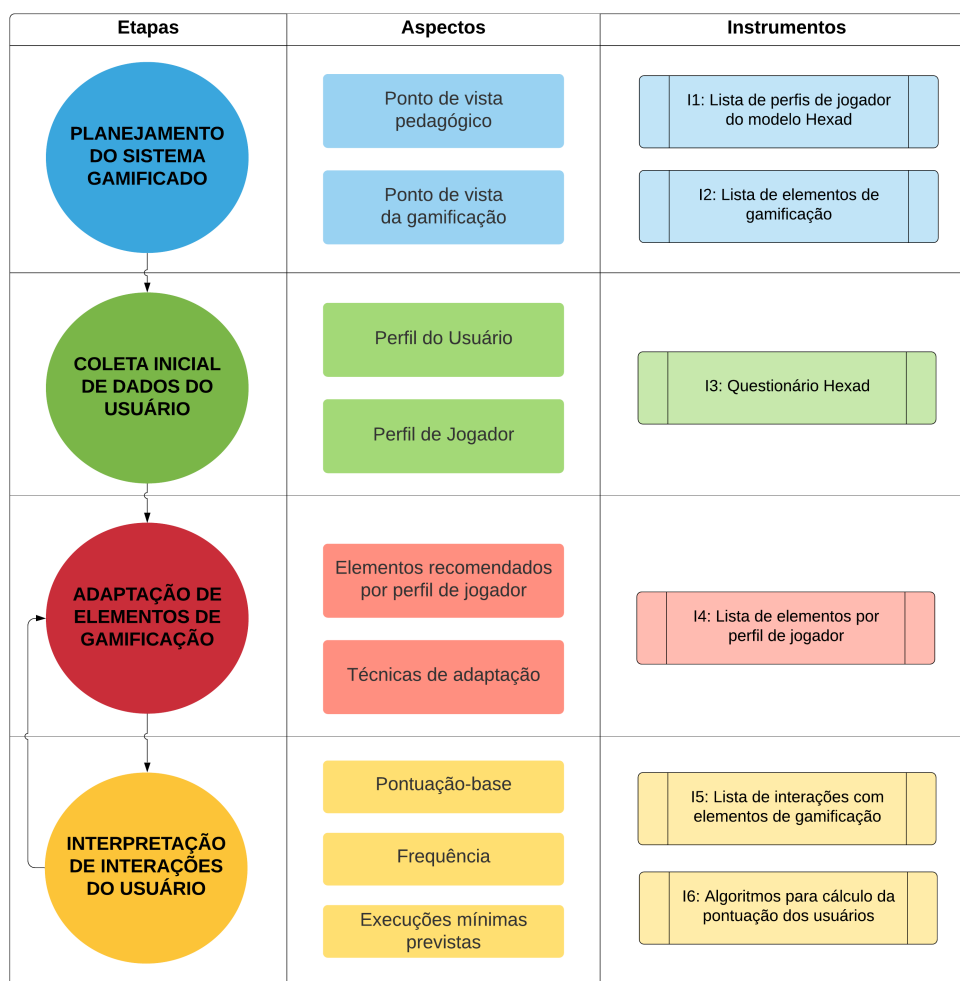 Etapas
Aspectos
Instrumentos
PLANEJAMENTO
DO SISTEMA
GAMIFICADO
Ponto de vista
pedagógico
Ponto de vista
da gamificação
I1: Lista de perfis de jogador
do modelo Hexad
I2: Lista de elementos de
gamificação
COLETA INICIAL
DE DADOS DO
USUÁRIO
Perfil do Usuário
Perfil de Jogador
I3: Questionário Hexad
ADAPTAÇÃO DE
ELEMENTOS DE
GAMIFICAÇÃO
Elementos recomendados
por perfil de jogador
Técnicas de adaptação
I4: Lista de elementos por
perfil de jogador
INTERPRETAÇÃO
DE INTERAÇÕES
DO USUÁRIO
Pontuação-base
Frequência
Execuções mínimas
previstas
I5: Lista de interações com
elementos de gamificação
I6: Algoritmos para cálculo da
pontuação dos usuários